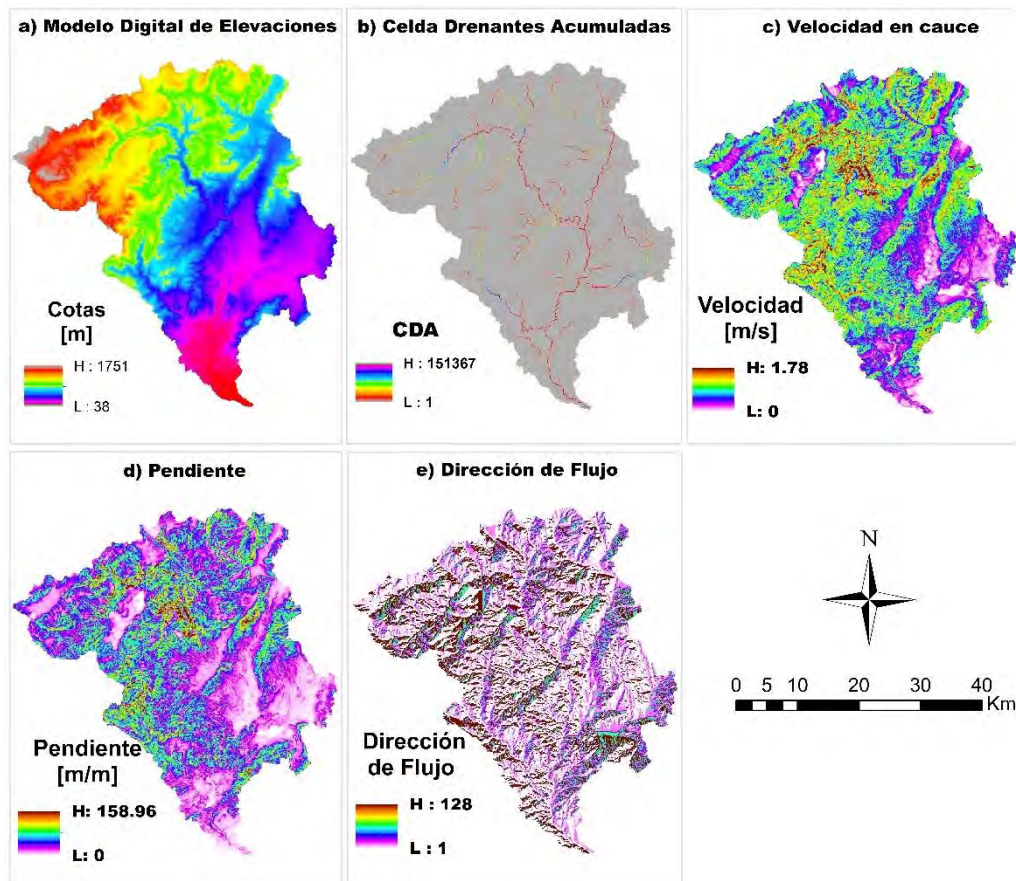 a) Modelo Digital de Elevaciones
b) Celda Drenantes Acumuladas
c) Velocidad en cauce
Cotas
[m]
H : 1751
L : 38
CDA
H : 151367
L : 1
Velocidad
[m/s]
H: 1.78
L: 0
d) Pendiente
e) Dirección de Flujo
Pendiente
[m/m]
H: 158.96
L: 0
Dirección
de Flujo
H : 128
L : 1
N
0 5 10 20 30 40
Km